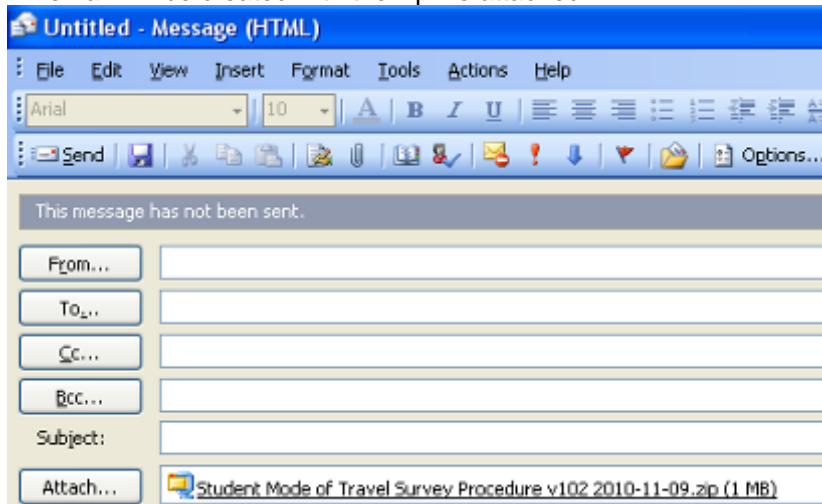 Untitled - Message (HTML)
File Edit View Insert Format Tools Actions Help
Arial 10 A B I U
Send Options...
This message has not been sent.
From...
To...
Cc...
Bcc...
Subject:
Attach... Student Mode of Travel Survey Procedure v102 2010-11-09.zip (1 MB)